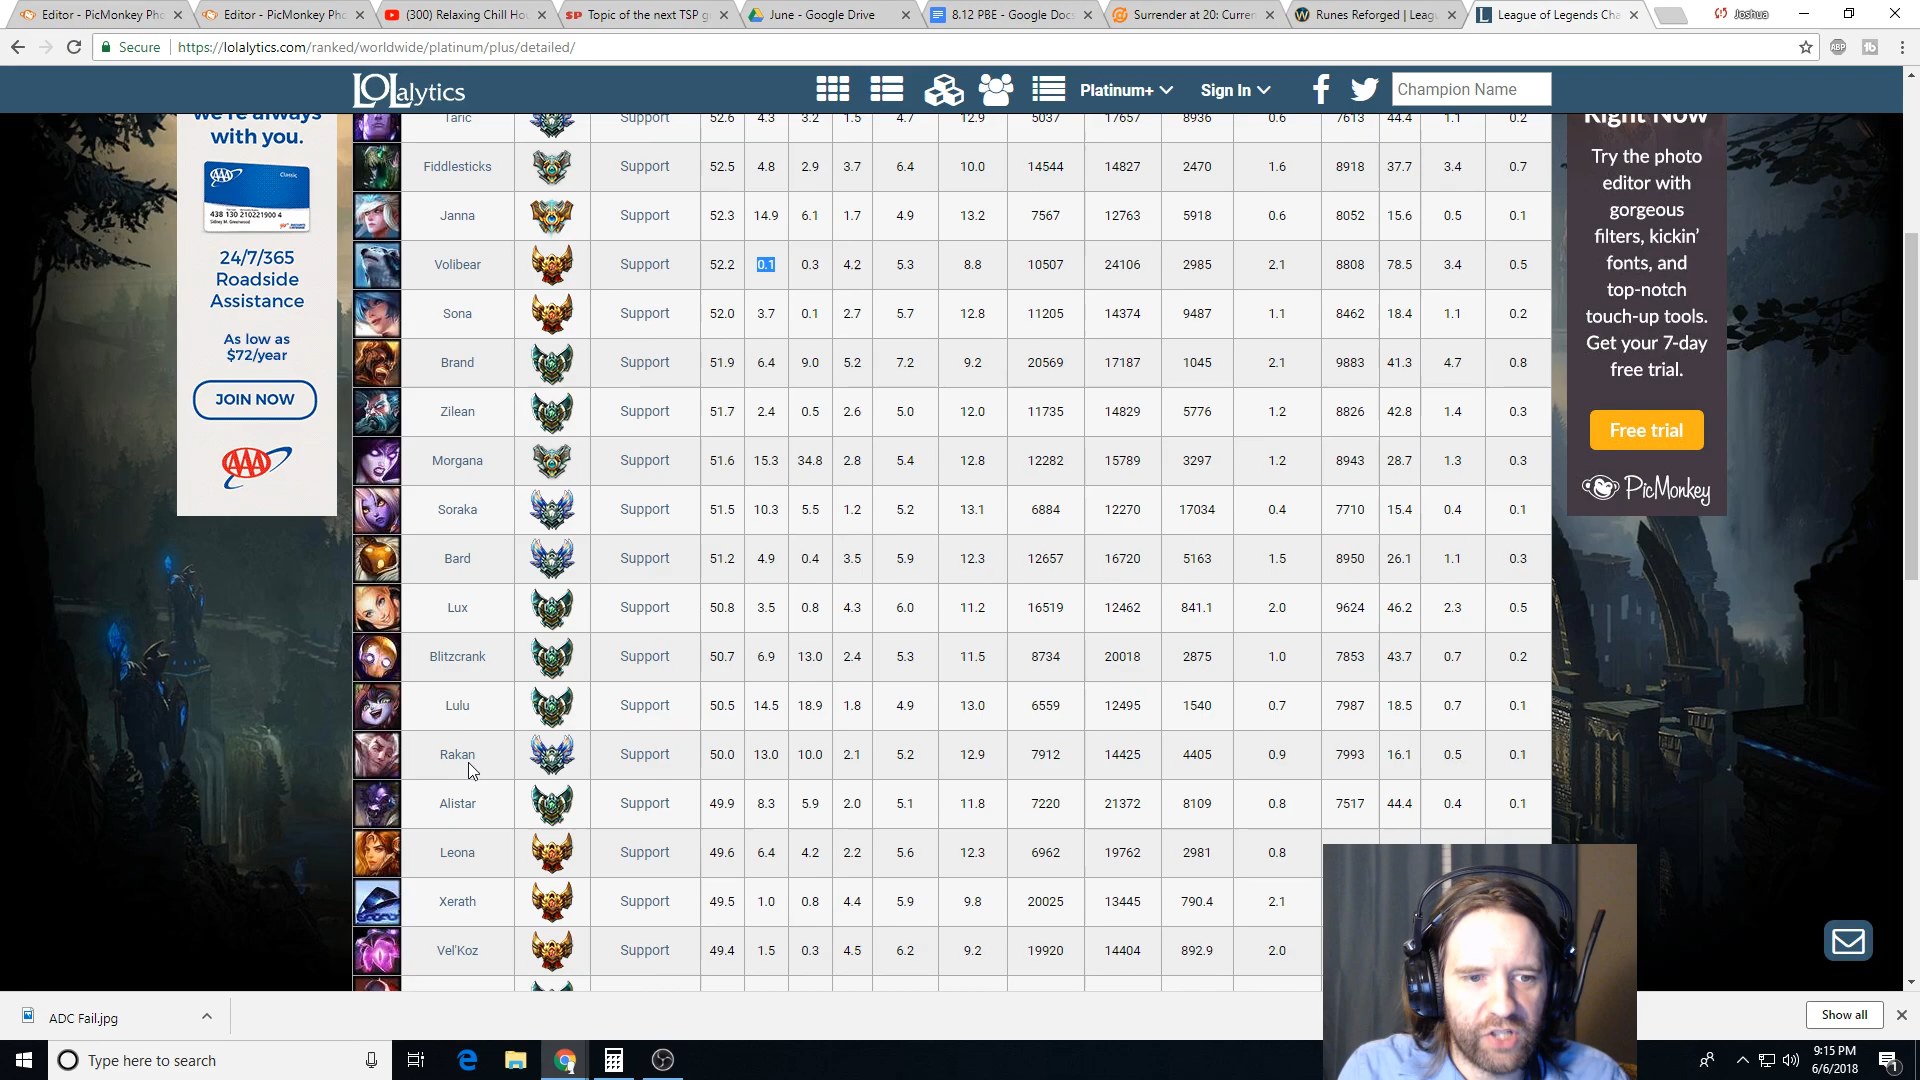 Editor - PicMonkey Pho
Editor - PicMonkey Pho
(300) Relaxing Chill Ho
Topic of the next TSP g
June - Google Drive
8.12 PBE - Google Doc
Surrender at 20: Curren
Runes Reforged | Leag
League of Legends Cha
Joshua
Secure
https://lolalytics.com/ranked/worldwide/platinum/plus/detailed/
ABP
tb
LOLalytics
Platinum+
Sign In
Champion Name
we're always
with you.
AAA Classic
438 130 210221900 4
24/7/365
Roadside
Assistance
As low as
$72/year
JOIN NOW
AAA
Taric Support 52.6 4.3 3.2 1.5 4.7 12.9 5037 17657 8936 0.6 7613 44.4 1.1 0.2
Fiddlesticks Support 52.5 4.8 2.9 3.7 6.4 10.0 14544 14827 2470 1.6 8918 37.7 3.4 0.7
Janna Support 52.3 14.9 6.1 1.7 4.9 13.2 7567 12763 5918 0.6 8052 15.6 0.5 0.1
Volibear Support 52.2 0.1 0.3 4.2 5.3 8.8 10507 24106 2985 2.1 8808 78.5 3.4 0.5
Sona Support 52.0 3.7 0.1 2.7 5.7 12.8 11205 14374 9487 1.1 8462 18.4 1.1 0.2
Brand Support 51.9 6.4 9.0 5.2 7.2 9.2 20569 17187 1045 2.1 9883 41.3 4.7 0.8
Zilean Support 51.7 2.4 0.5 2.6 5.0 12.0 11735 14829 5776 1.2 8826 42.8 1.4 0.3
Morgana Support 51.6 15.3 34.8 2.8 5.4 12.8 12282 15789 3297 1.2 8943 28.7 1.3 0.3
Soraka Support 51.5 10.3 5.5 1.2 5.2 13.1 6884 12270 17034 0.4 7710 15.4 0.4 0.1
Bard Support 51.2 4.9 0.4 3.5 5.9 12.3 12657 16720 5163 1.5 8950 26.1 1.1 0.3
Lux Support 50.8 3.5 0.8 4.3 6.0 11.2 16519 12462 841.1 2.0 9624 46.2 2.3 0.5
Blitzcrank Support 50.7 6.9 13.0 2.4 5.3 11.5 8734 20018 2875 1.0 7853 43.7 0.7 0.2
Lulu Support 50.5 14.5 18.9 1.8 4.9 13.0 6559 12495 1540 0.7 7987 18.5 0.7 0.1
Rakan Support 50.0 13.0 10.0 2.1 5.2 12.9 7912 14425 4405 0.9 7993 16.1 0.5 0.1
Alistar Support 49.9 8.3 5.9 2.0 5.1 11.8 7220 21372 8109 0.8 7517 44.4 0.4 0.1
Leona Support 49.6 6.4 4.2 2.2 5.6 12.3 6962 19762 2981 0.8
Xerath Support 49.5 1.0 0.8 4.4 5.9 9.8 20025 13445 790.4 2.1
Vel'Koz Support 49.4 1.5 0.3 4.5 6.2 9.2 19920 14404 892.9 2.0
Right Now
Try the photo
editor with
gorgeous
filters, kickin'
fonts, and
top-notch
touch-up tools.
Get your 7-day
free trial.
Free trial
PicMonkey
ADC Fail.jpg
Show all
Type here to search
9:15 PM
6/6/2018
1